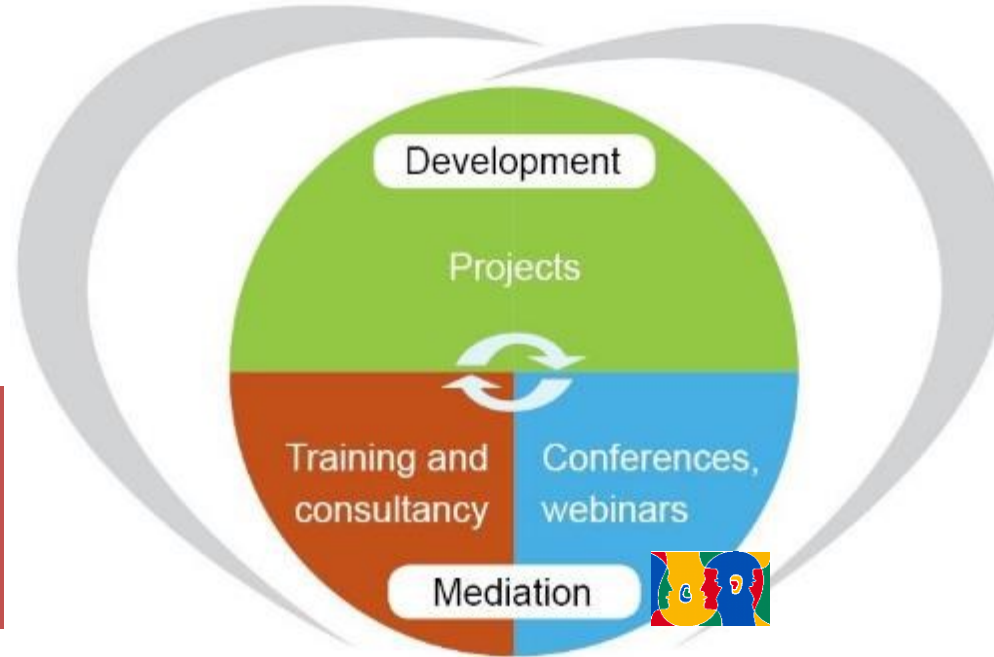 Development
Projects
Training and
consultancy
Conferences,
webinars
Mediation